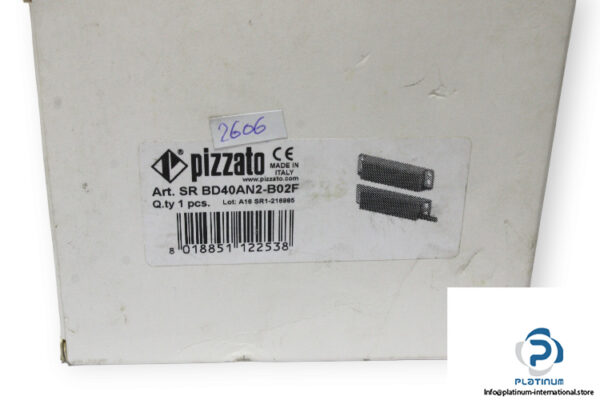 2606
pizzato CE
MADE IN
ITALY
www.pizzato.com
Art. SR BD40AN2-B02F
Q.ty 1 pcs. Lot: A16 SR1-216985
8 018851 122538
PLATINUM
Info@platinum-international.store